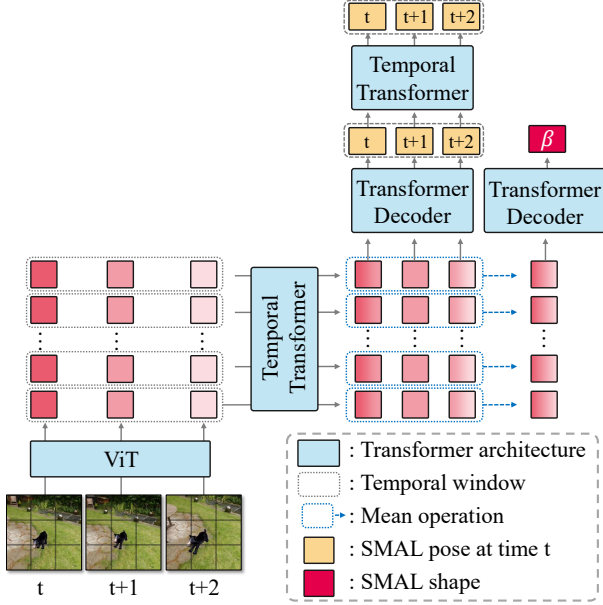 t t+1 t+2
Temporal
Transformer
t t+1 t+2
β
Transformer
Decoder
Transformer
Decoder
Temporal
Transformer
ViT
t t+1 t+2
: Transformer architecture
: Temporal window
: Mean operation
: SMAL pose at time t
: SMAL shape